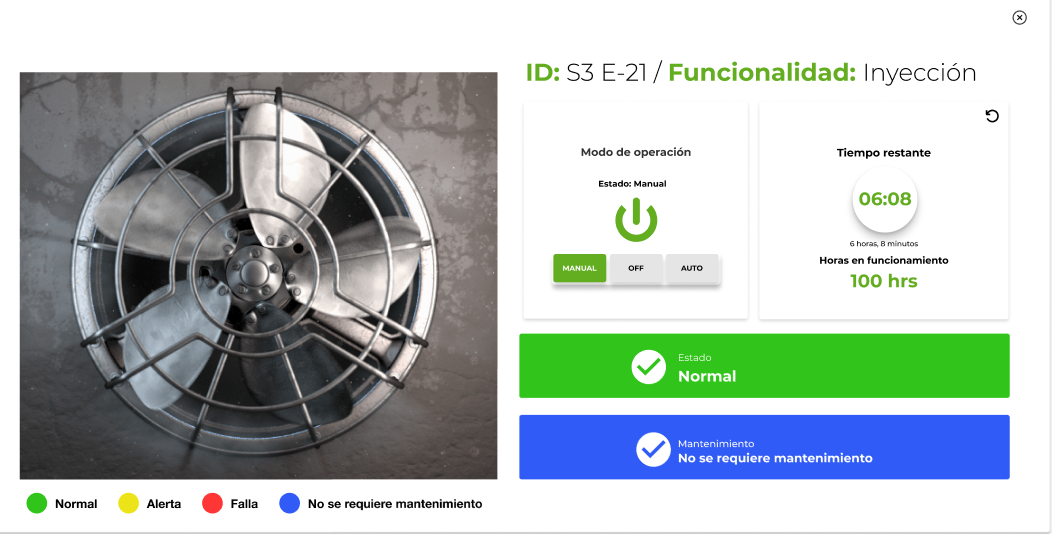 ID: S3 E-21 / Funcionalidad: Inyección
Modo de operación
Estado: Manual
MANUAL
OFF
AUTO
Tiempo restante
06:08
6 horas, 8 minutos
Horas en funcionamiento
100 hrs
Estado
Normal
Mantenimiento
No se requiere mantenimiento
Normal
Alerta
Falla
No se requiere mantenimiento